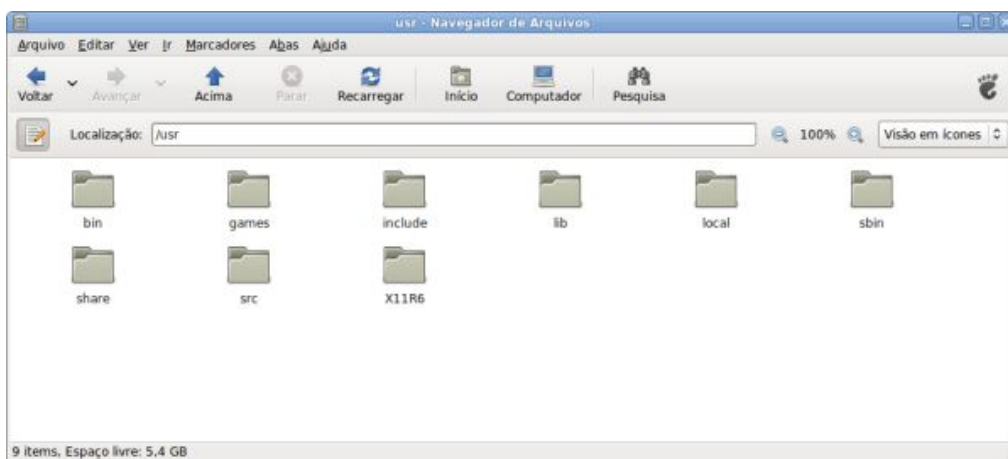 usr - Navegador de Arquivos
Arquivo Editar Ver Ir Marcadores Abas Ajuda
Voltar Avançar Acima Parar Recarregar Início Computador Pesquisa
Localização: /usr 100% Visão em ícones
bin games include lib local sbin
share src X11R6
9 items, Espaço livre: 5,4 GB